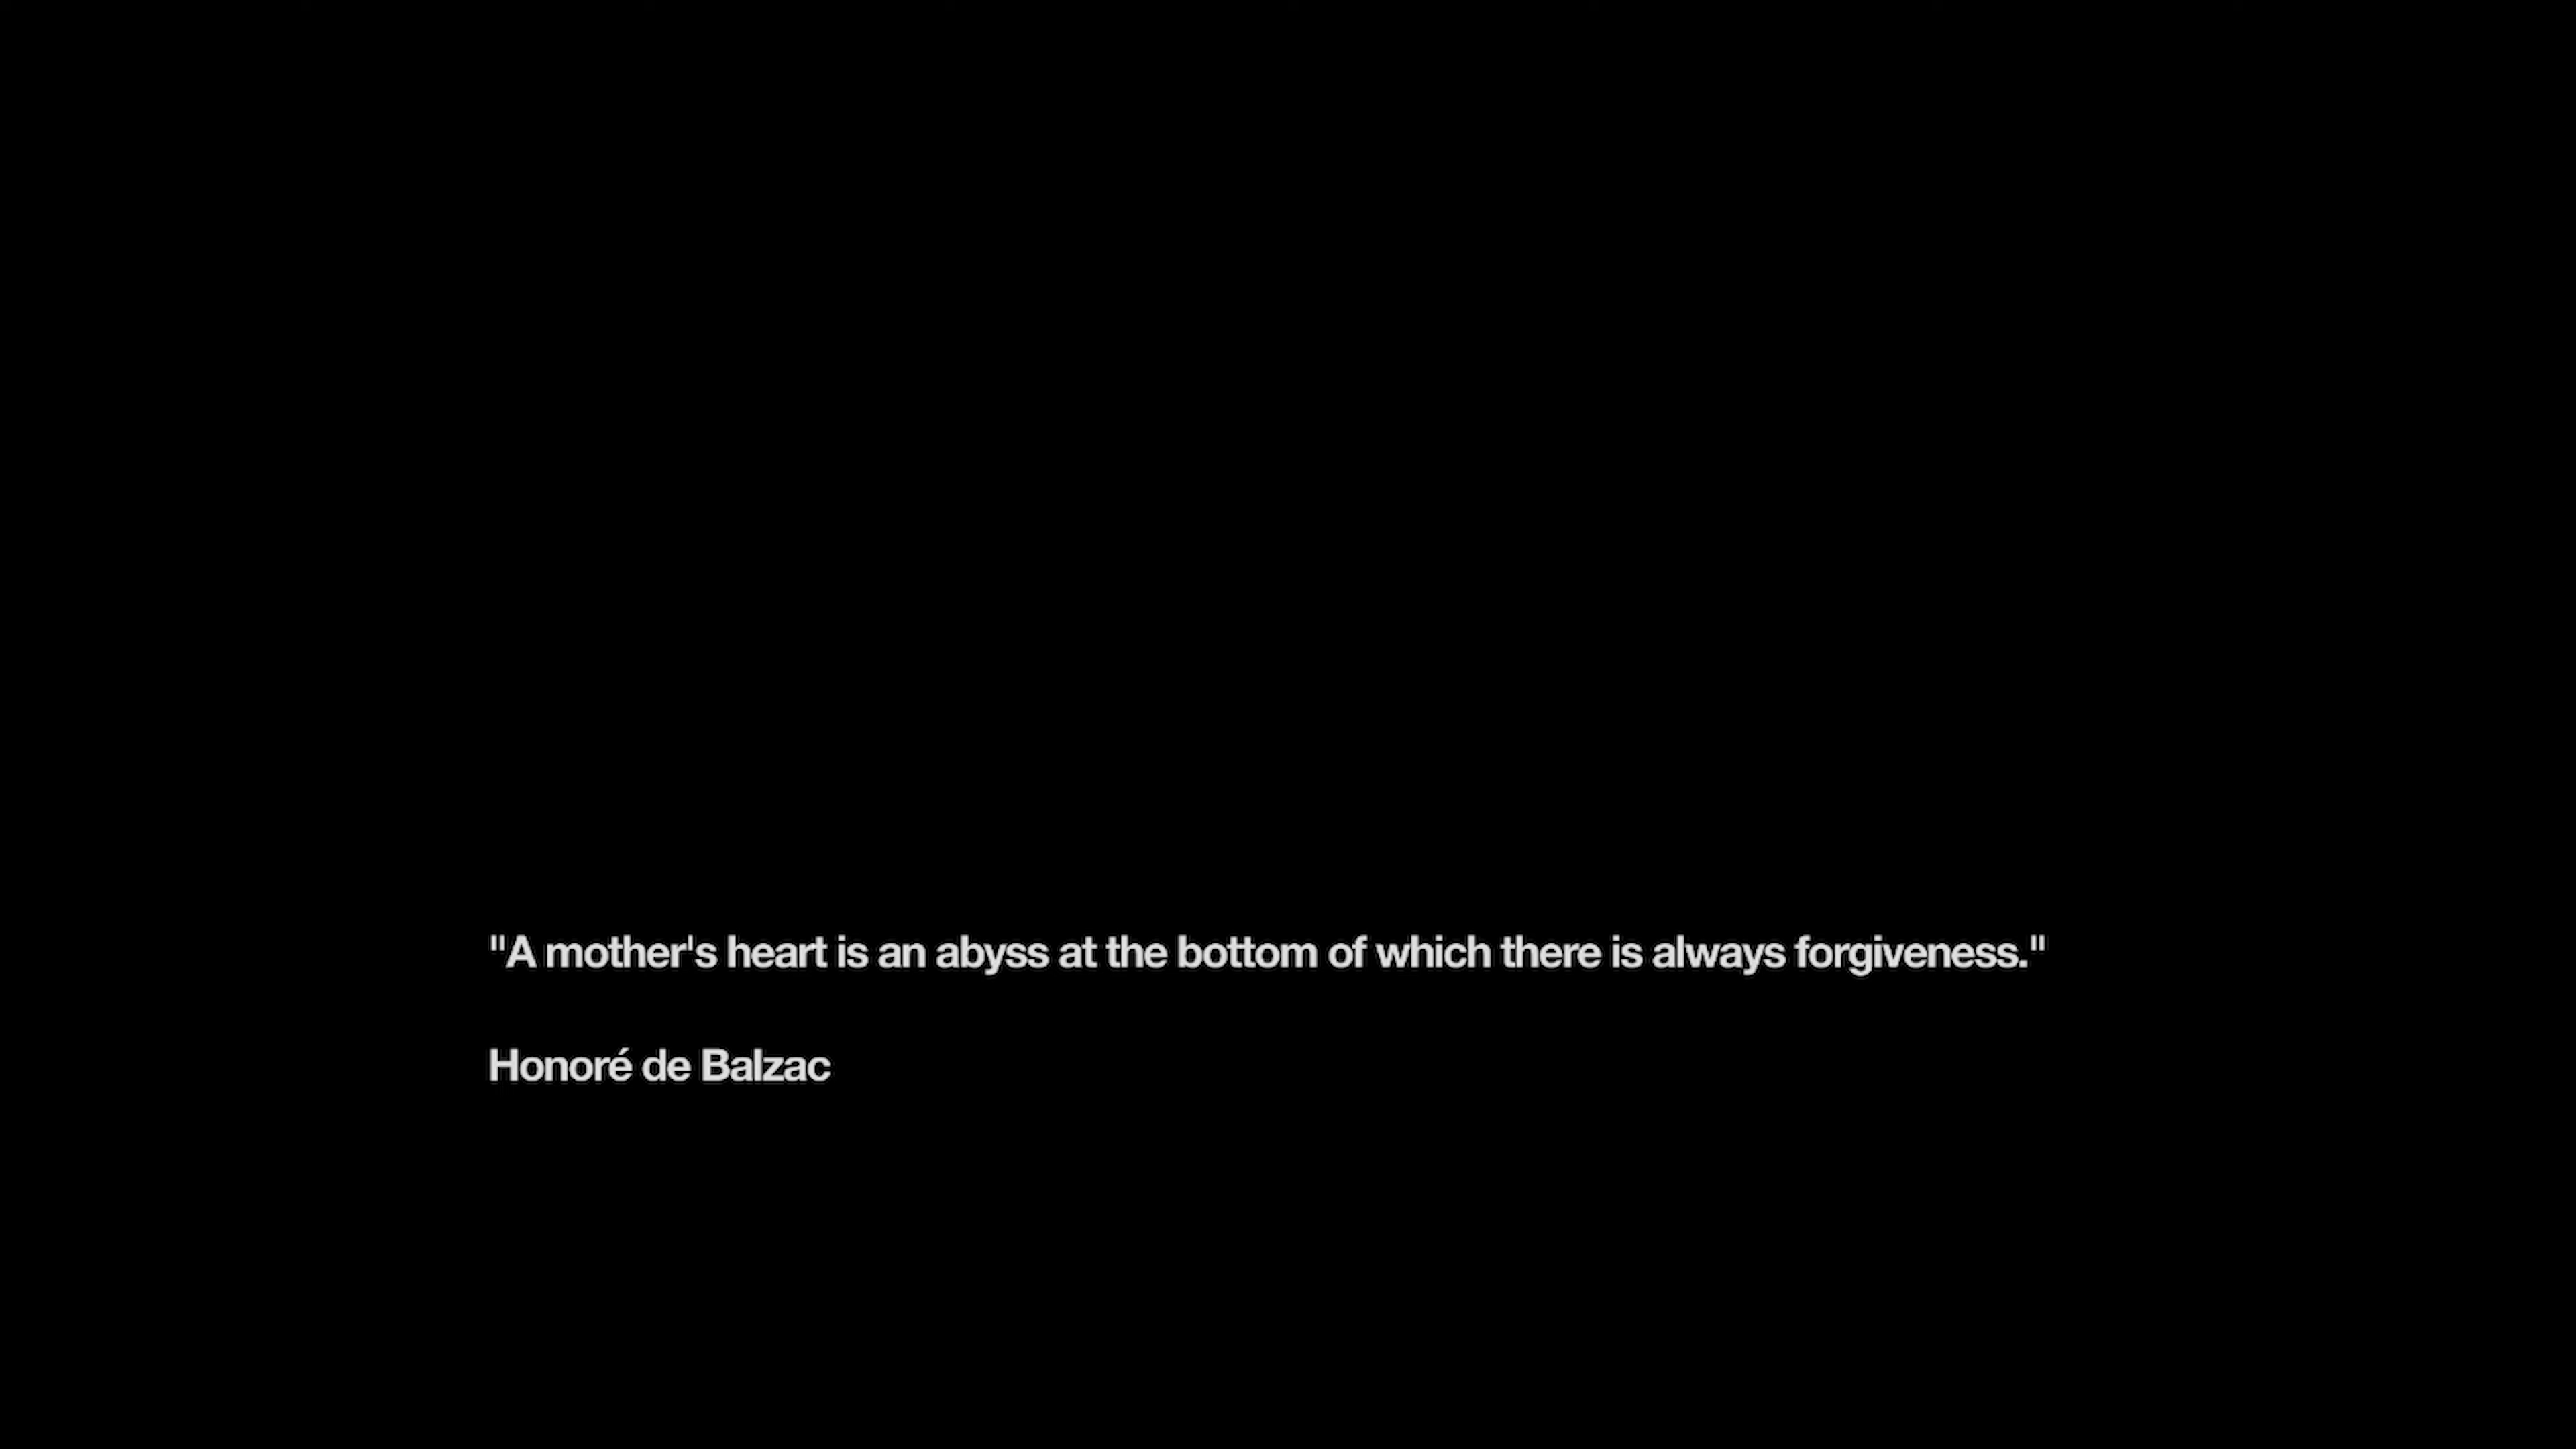 "A mother's heart is an abyss at the bottom of which there is always forgiveness."
Honoré de Balzac